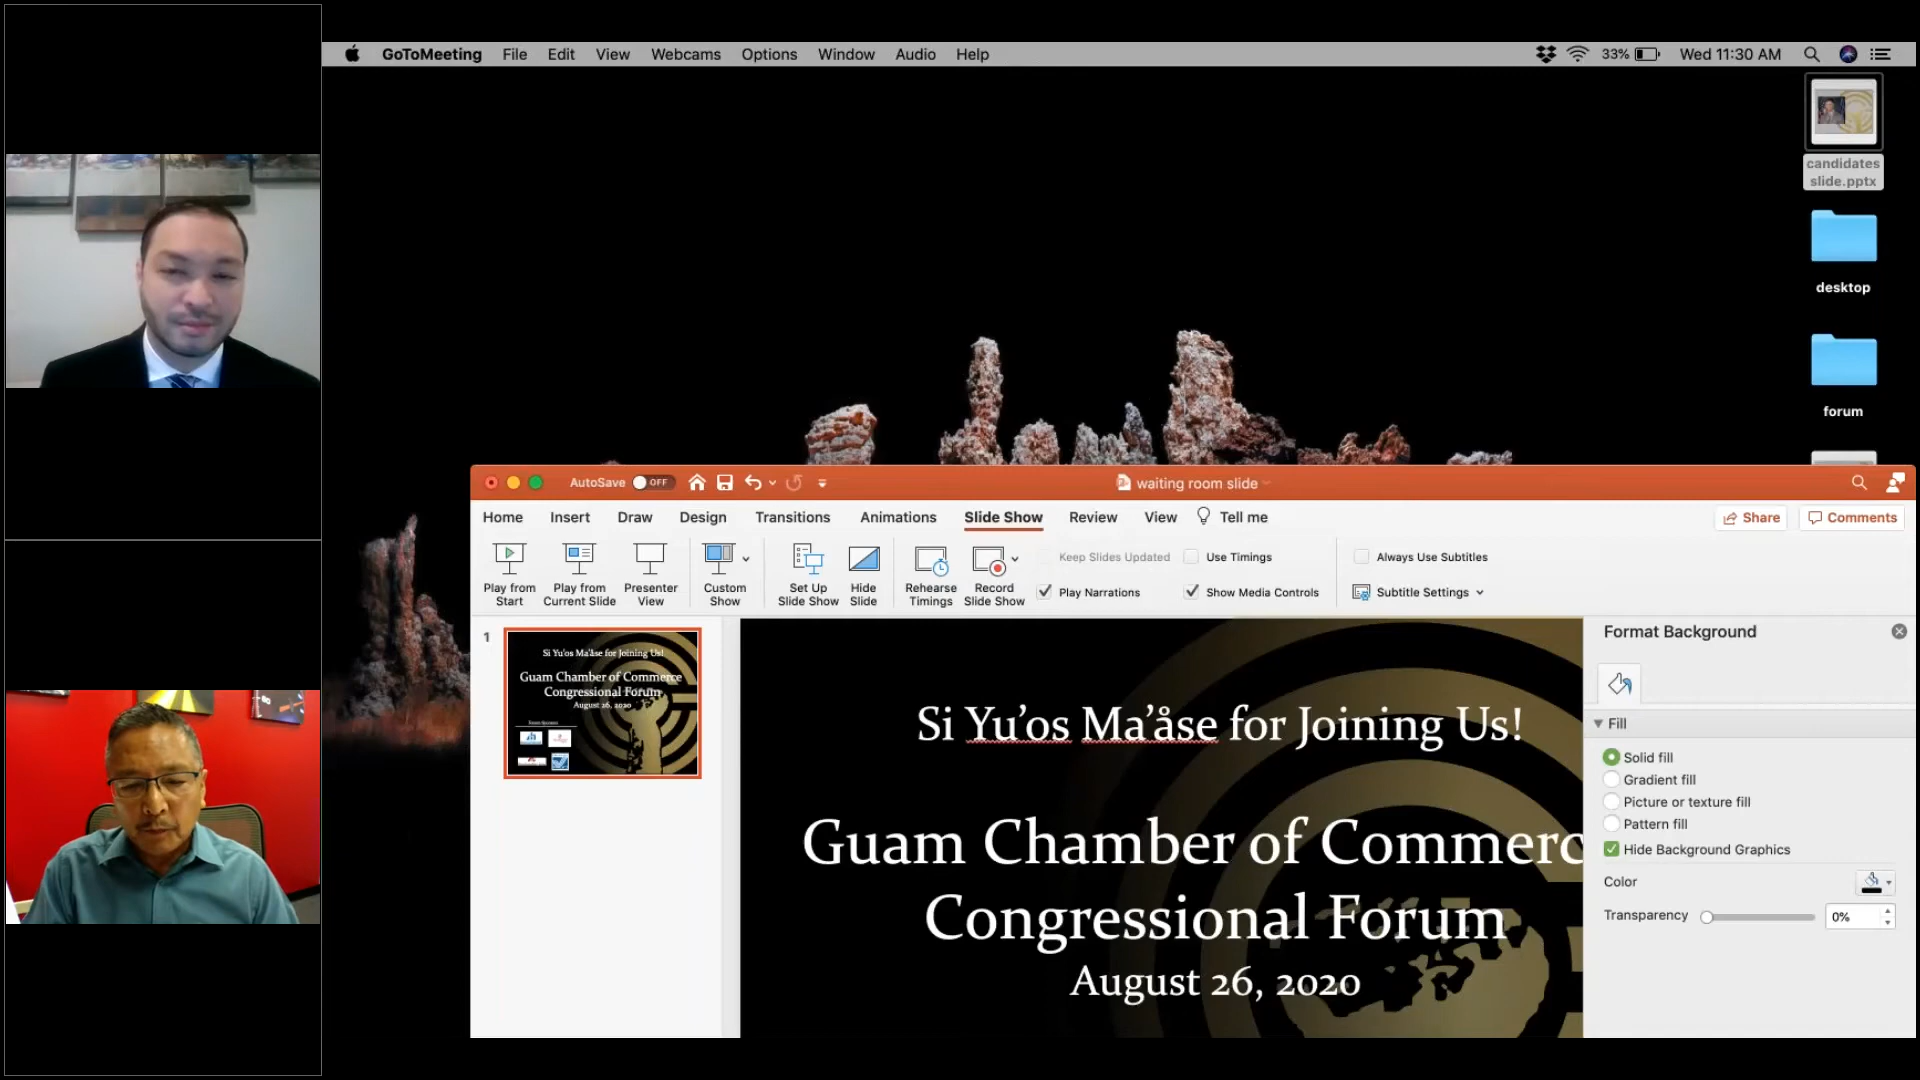 GoToMeeting File Edit View Webcams Options Window Audio Help 33% Wed 11:30 AM
candidates
slide.pptx
desktop
forum
AutoSave OFF waiting room slide
Home Insert Draw Design Transitions Animations Slide Show Review View Tell me Share Comments
Play from
Start
Play from
Current Slide
Presenter
View
Custom
Show
Set Up
Slide Show
Hide
Slide
Rehearse
Timings
Record
Slide Show
Keep Slides Updated
Play Narrations
Use Timings
Show Media Controls
Always Use Subtitles
Subtitle Settings
1
Si Yu'os Ma'åse for Joining Us!
Guam Chamber of Commerce
Congressional Forum
August 26, 2020
Si Yu'os Ma'åse for Joining Us!
Guam Chamber of Commerc
Congressional Forum
August 26, 2020
Format Background
Fill
Solid fill
Gradient fill
Picture or texture fill
Pattern fill
Hide Background Graphics
Color
Transparency 0%